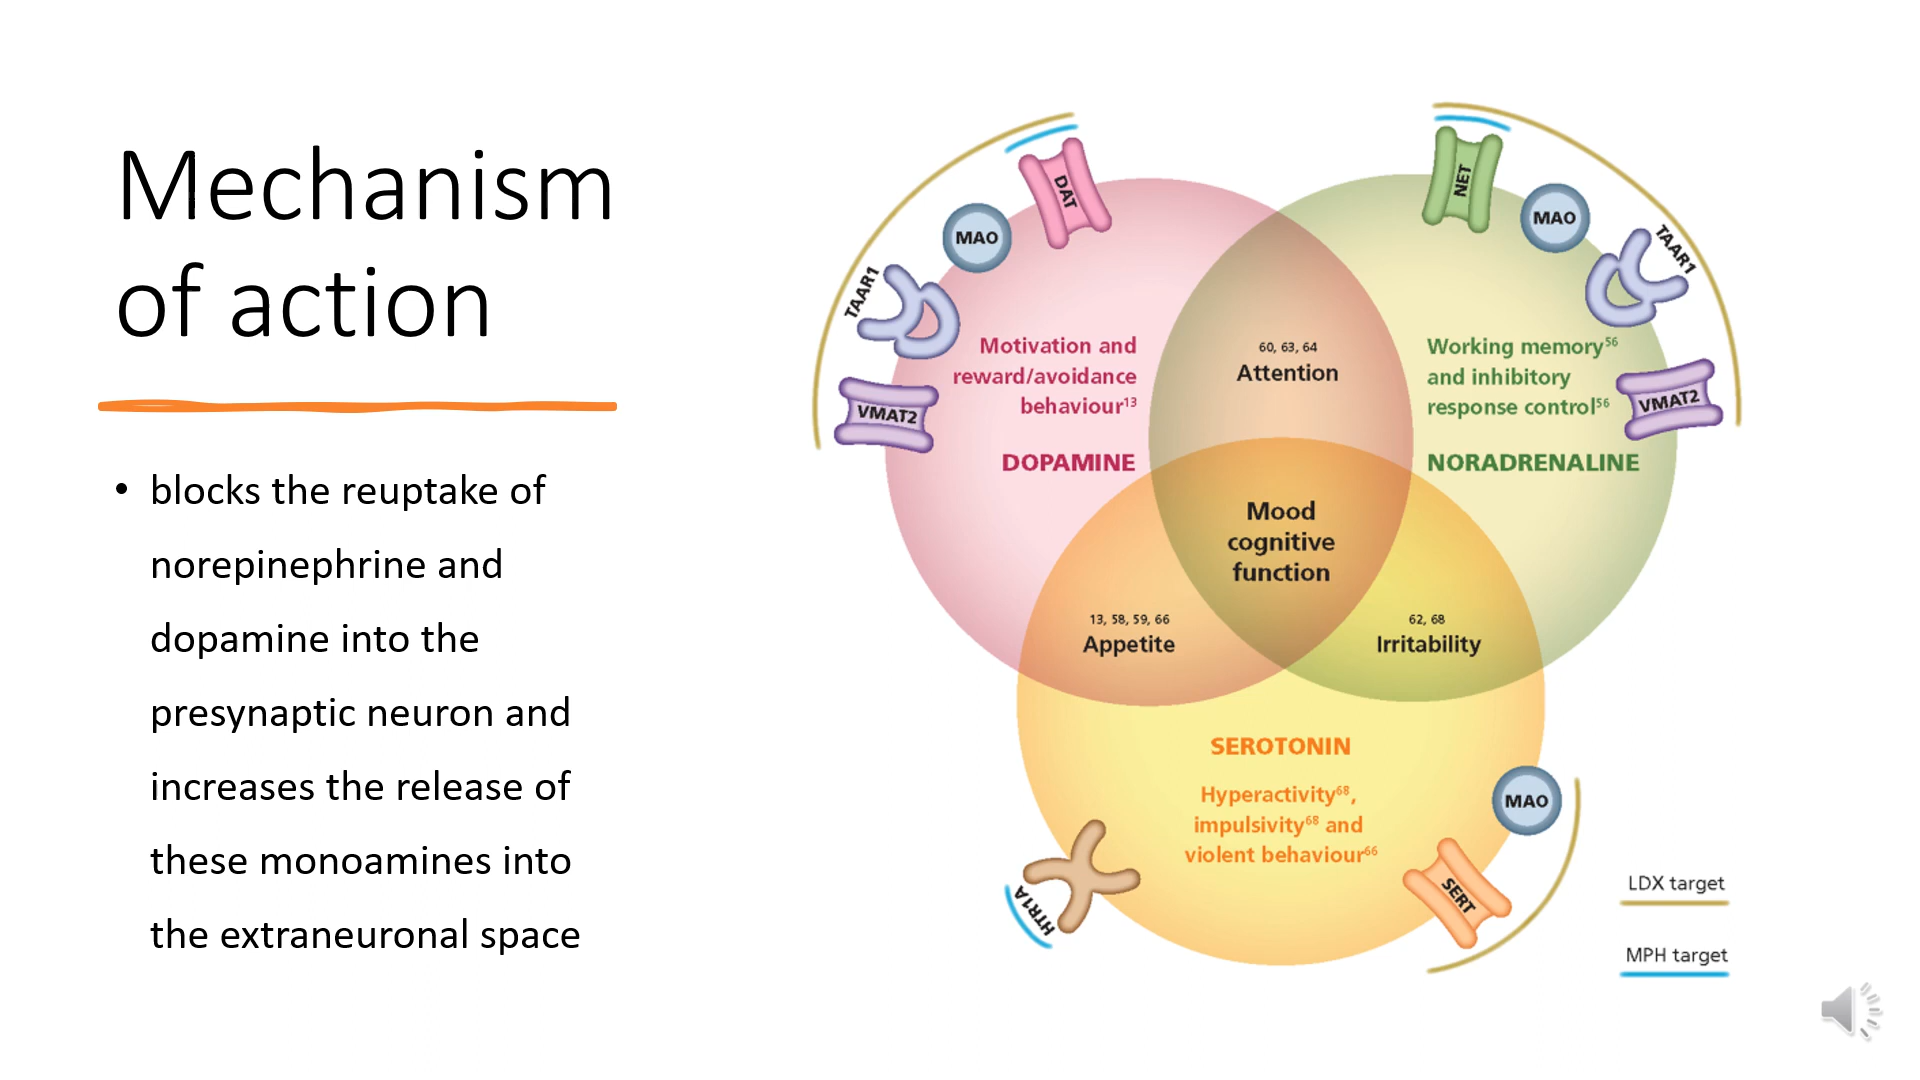 Mechanism
of action
• blocks the reuptake of
norepinephrine and
dopamine into the
presynaptic neuron and
increases the release of
these monoamines into
the extraneuronal space
DAT
MAO
TAAR1
VMAT2
Motivation and
reward/avoidance
behaviour¹³
DOPAMINE
60, 63, 64
Attention
NET
MAO
TAAR1
VMAT2
Working memory⁵⁶
and inhibitory
response control⁵⁶
NORADRENALINE
Mood
cognitive
function
13, 58, 59, 66
Appetite
62, 68
Irritability
SEROTONIN
Hyperactivity⁶⁸,
impulsivity⁶⁸ and
violent behaviour⁶⁶
HTR1A
MAO
SERT
LDX target
MPH target